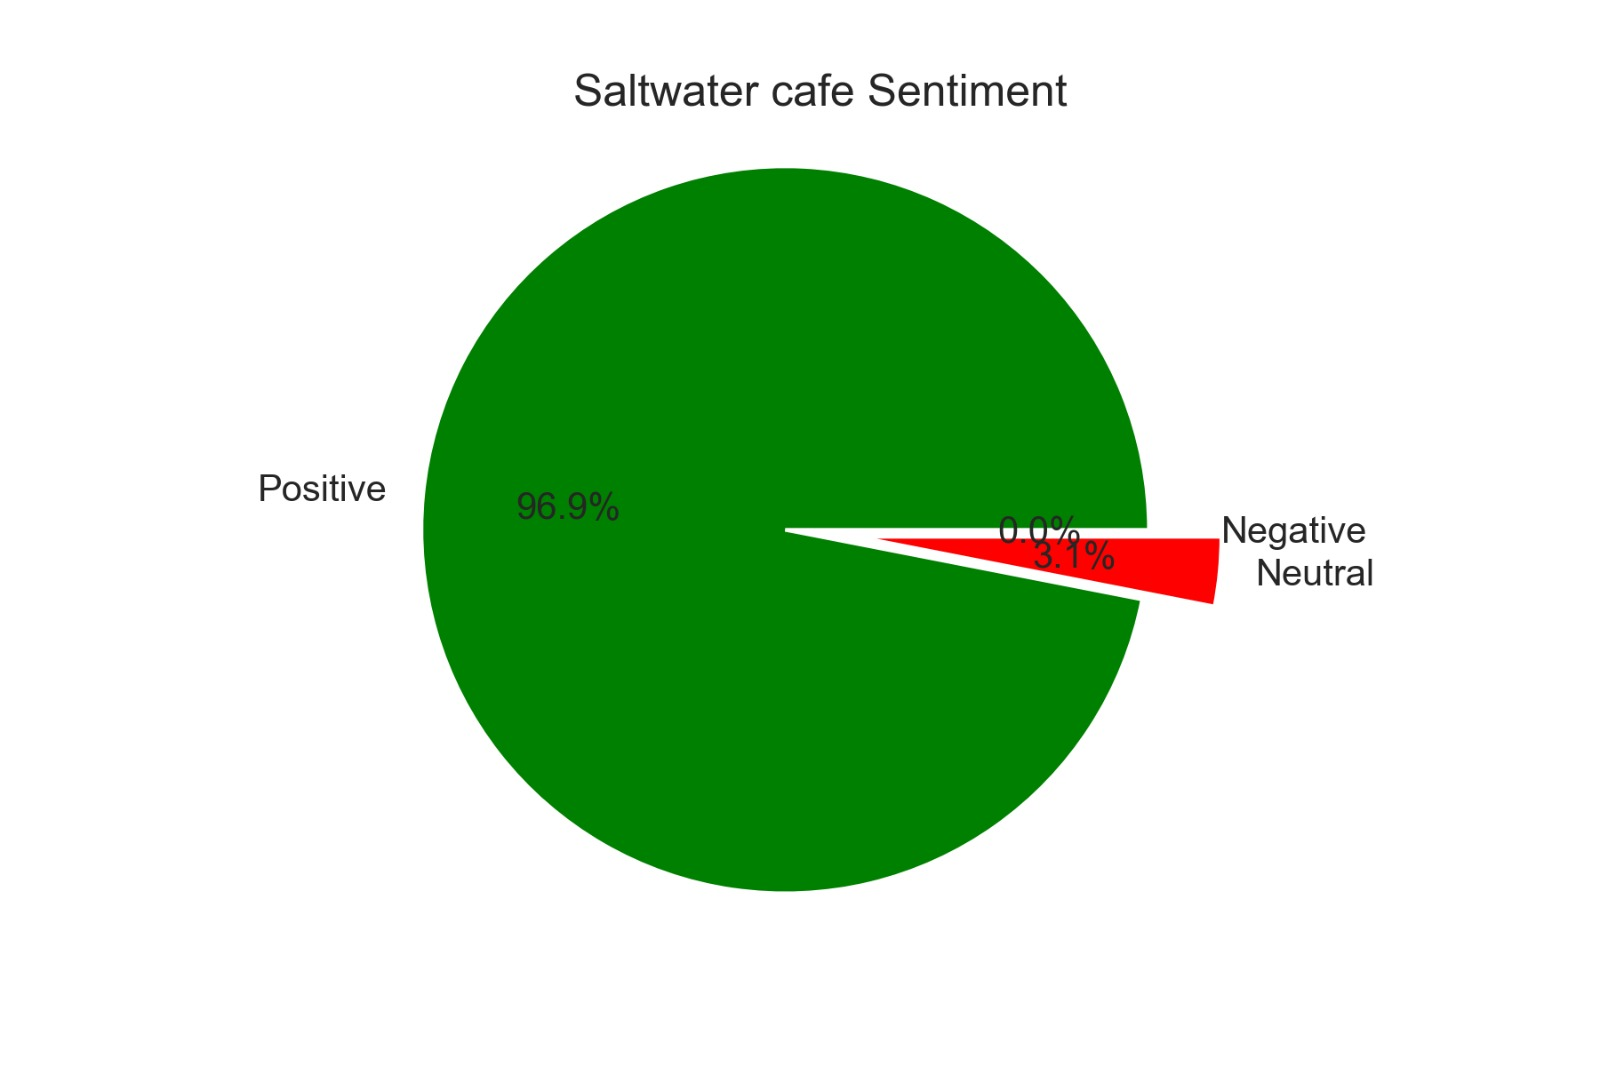 Saltwater cafe Sentiment
Positive
96.9%
0.0%
Negative
3.1%
Neutral